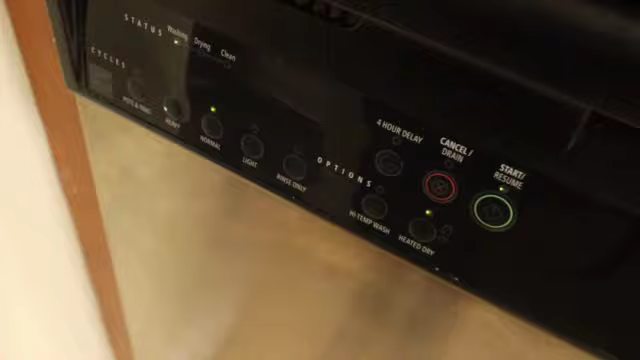 STATUS
Washing
Drying
Clean
CYCLES
POTS & PANS
HEAVY
NORMAL
LIGHT
RINSE ONLY
OPTIONS
4 HOUR DELAY
HI TEMP WASH
HEATED DRY
CANCEL/
DRAIN
START/
RESUME